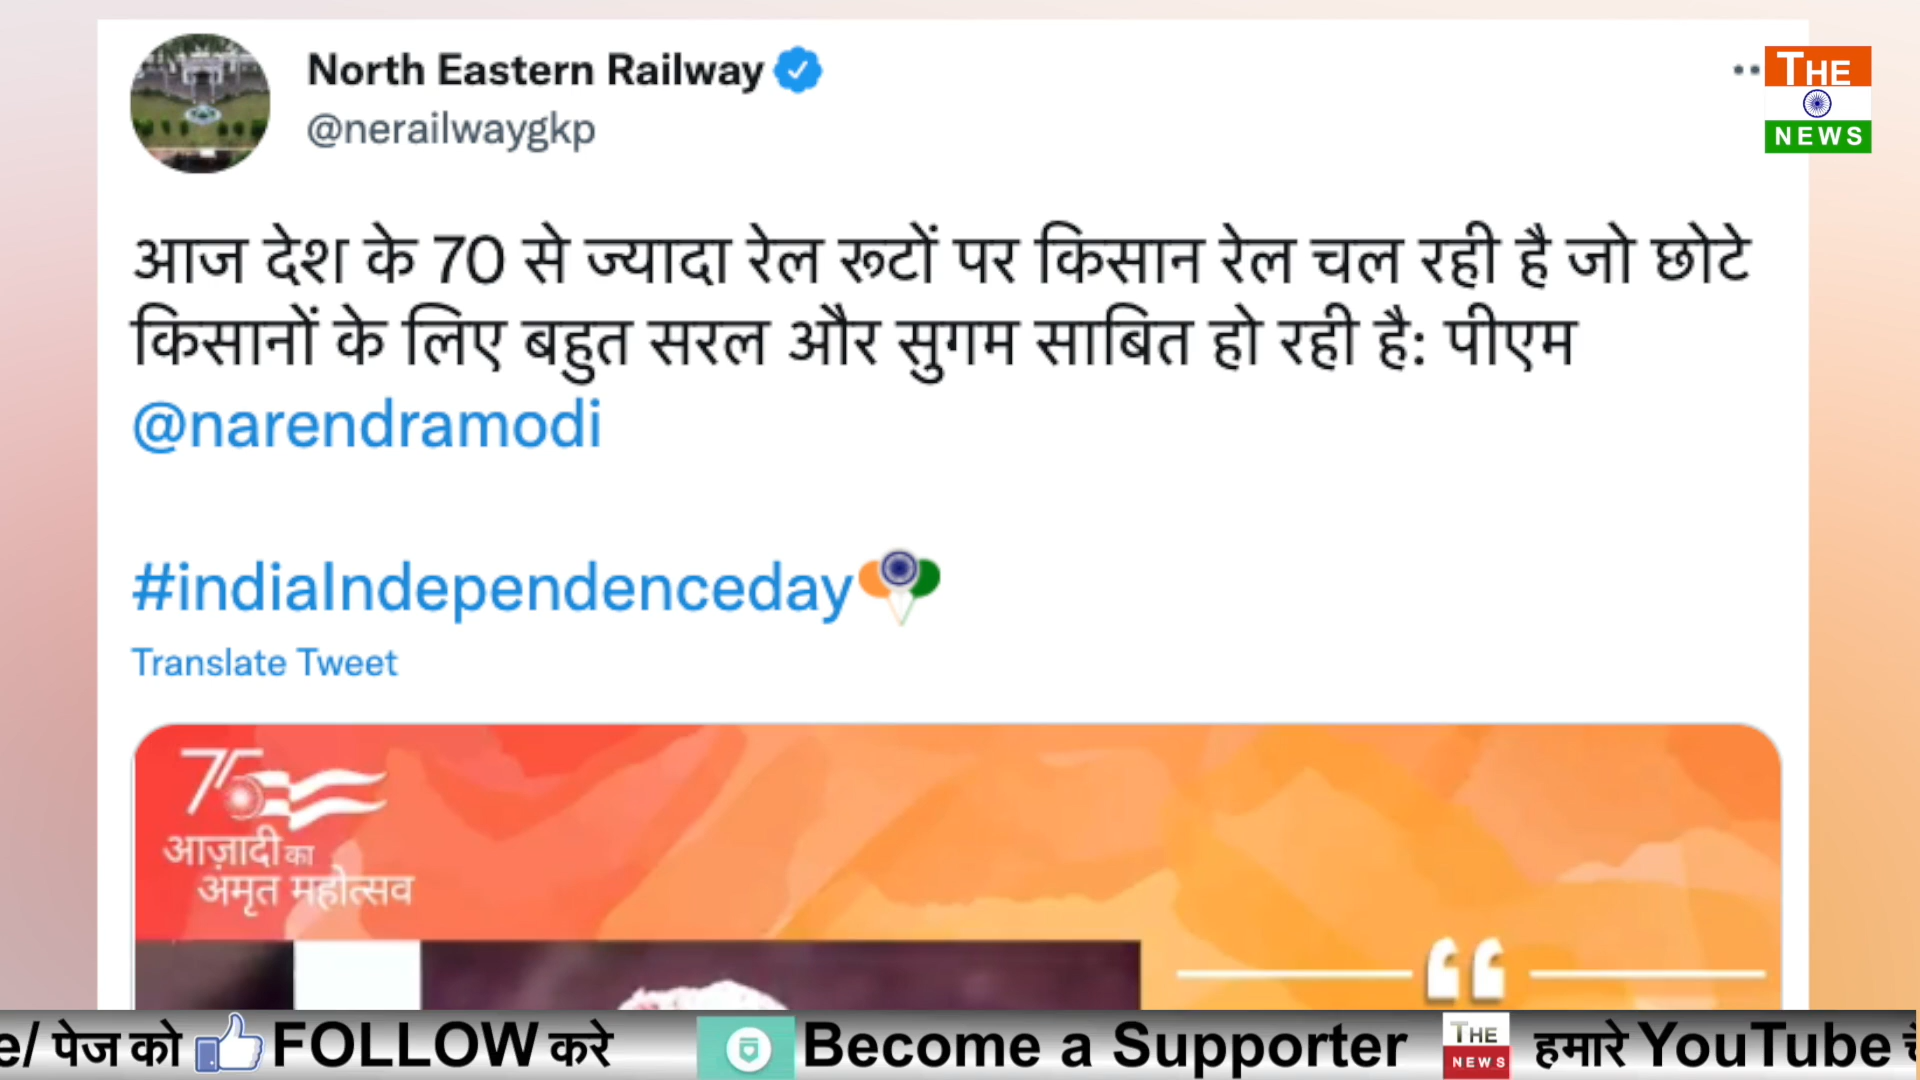 North Eastern Railway
@nerailwaygkp
THE
NEWS
आज देश के 70 से ज्यादा रेल रूटों पर किसान रेल चल रही है जो छोटे
किसानों के लिए बहुत सरल और सुगम साबित हो रही है: पीएम
@narendramodi
#indiaIndependenceday
Translate Tweet
75
आज़ादी का
अमृत महोत्सव
e/ पेज को FOLLOW करे Become a Supporter THE NEWS हमारे YouTube